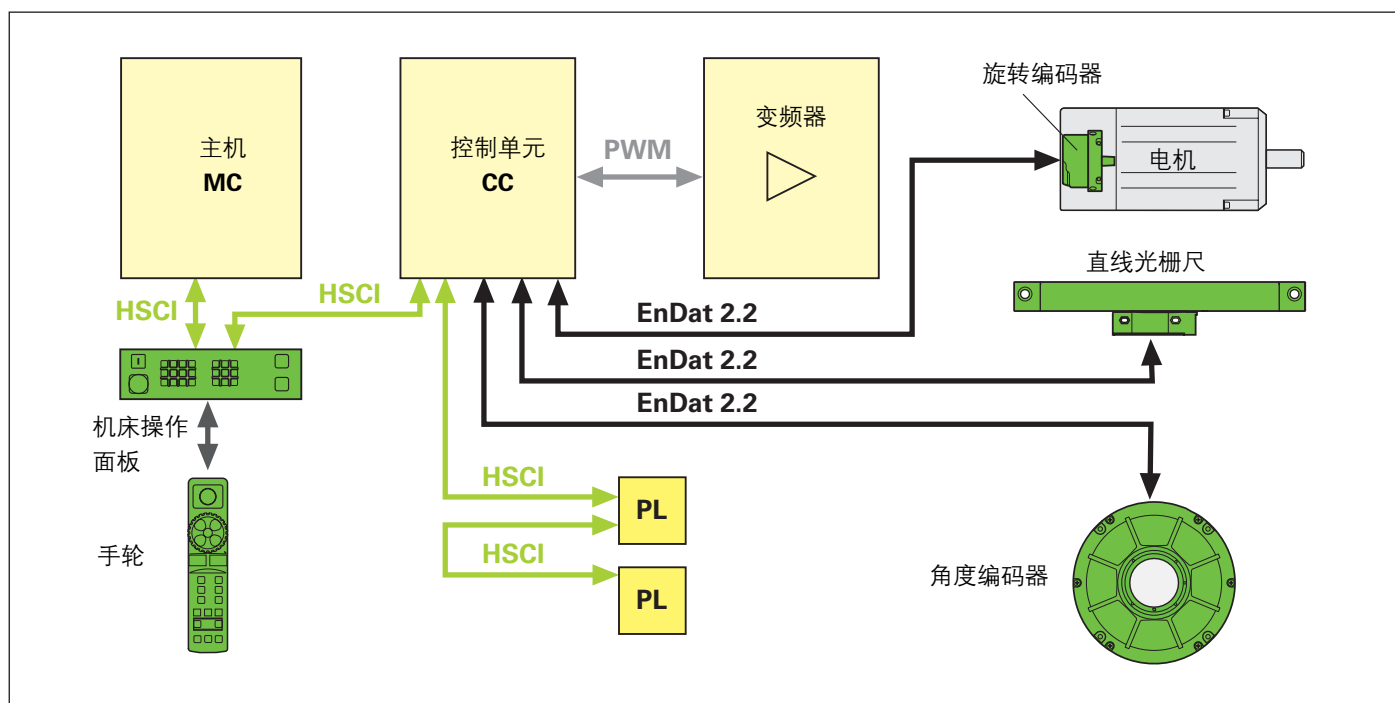 主机
MC
控制单元
CC
PWM
变频器
旋转编码器
电机
直线光栅尺
HSCI
HSCI
EnDat 2.2
EnDat 2.2
EnDat 2.2
机床操作
面板
手轮
HSCI
PL
HSCI
PL
角度编码器